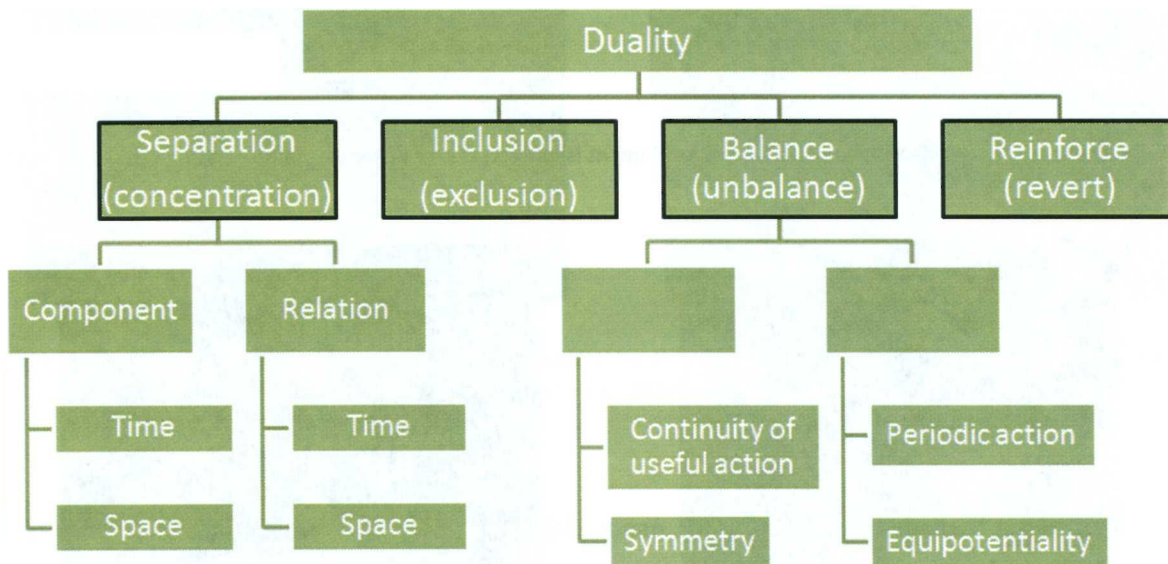 Duality
Separation
(concentration)
Inclusion
(exclusion)
Balance
(unbalance)
Reinforce
(revert)
Component
Relation
Time
Space
Time
Space
Continuity of
useful action
Symmetry
Periodic action
Equipotentiality